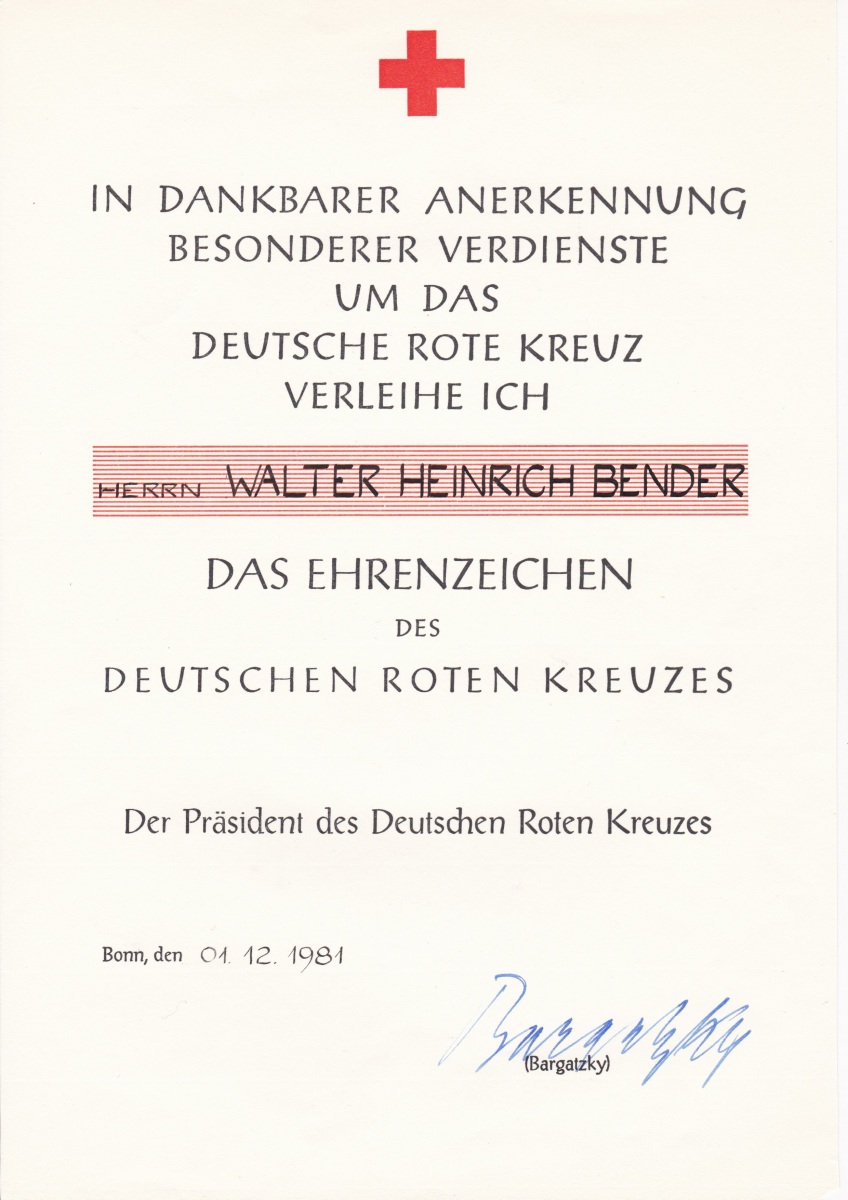 IN DANKBARER ANERKENNUNG
BESONDERER VERDIENSTE
UM DAS
DEUTSCHE ROTE KREUZ
VERLEIHE ICH
HERRN WALTER HEINRICH BENDER
DAS EHRENZEICHEN
DES
DEUTSCHEN ROTEN KREUZES
Der Präsident des Deutschen Roten Kreuzes
Bonn, den 01. 12. 1981
Bargatzky
(Bargatzky)